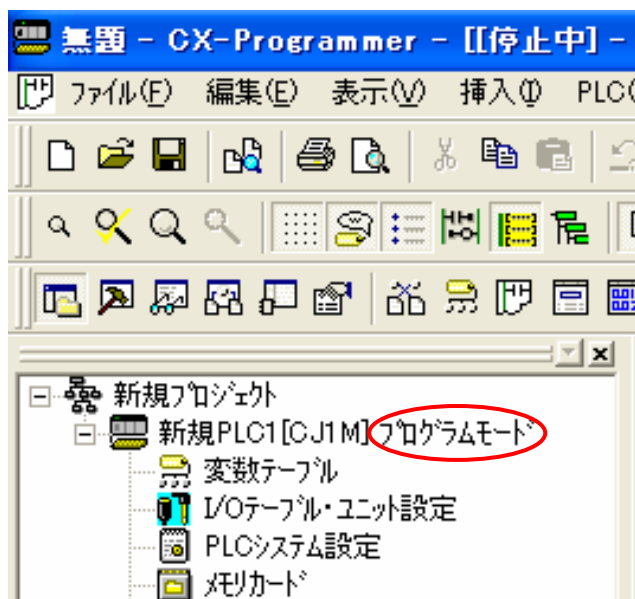 無題 - CX-Programmer - [[停止中] -
ファイル(F) 編集(E) 表示(V) 挿入(I) PLC(
新規プロジェクト
新規PLC1[CJ1M] プログラムモード
変数テーブル
I/Oテーブル・ユニット設定
PLCシステム設定
メモリカード